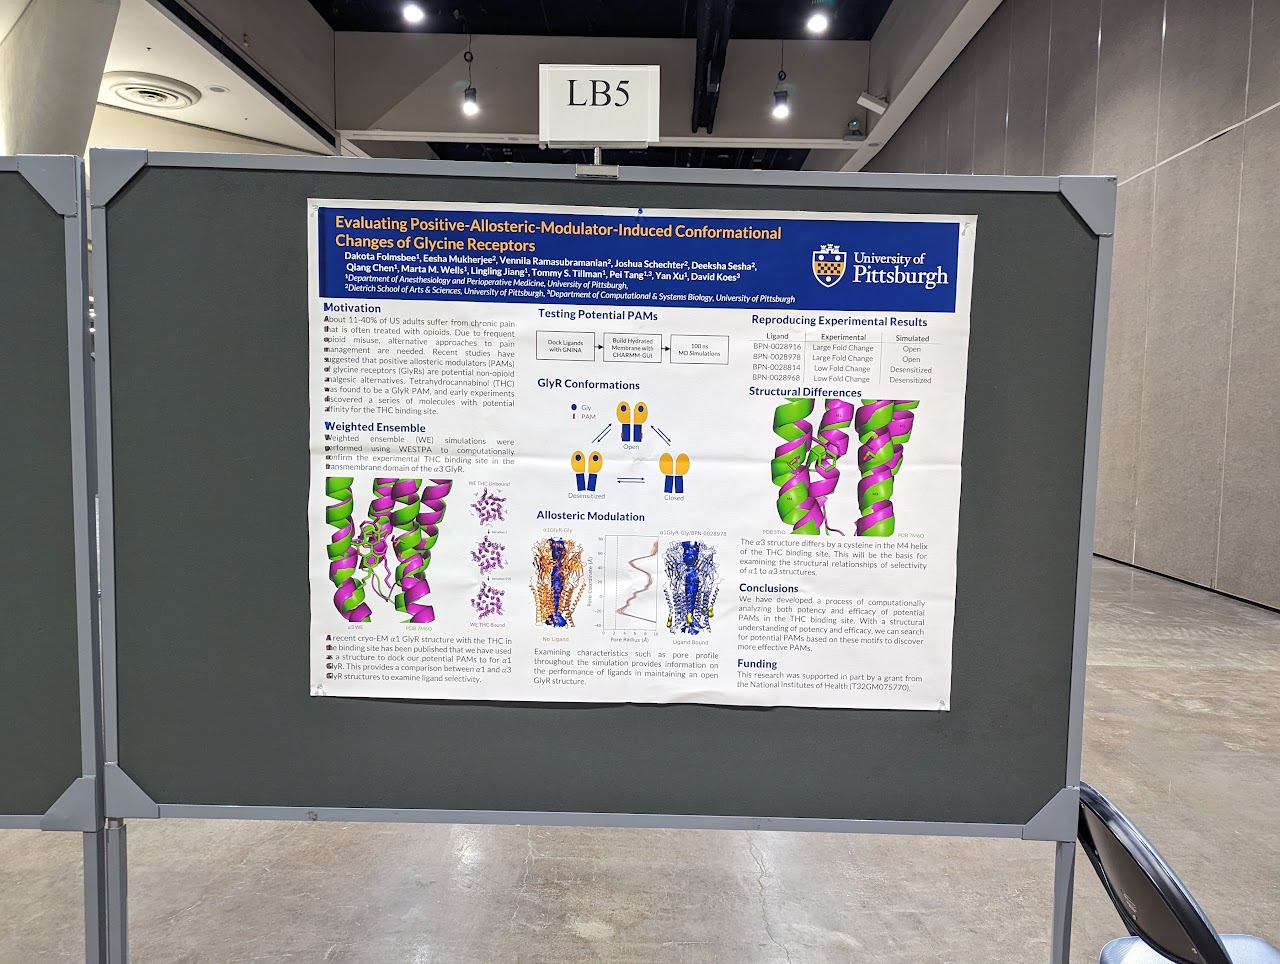 LB5
Evaluating Positive-Allosteric-Modulator-Induced Conformational
Changes of Glycine Receptors
Dakota Folmsbee¹, Eesha Mukherjee², Vennila Ramasubramanian², Joshua Schechter², Deeksha Sesha²,
Qiang Chen¹, Marta M. Wells¹, Lingling Jiang¹, Tommy S. Tillman¹, Pei Tang¹,³, Yan Xu¹, David Koes³
¹Department of Anesthesiology and Perioperative Medicine, University of Pittsburgh,
²Dietrich School of Arts & Sciences, University of Pittsburgh, ³Department of Computational & Systems Biology, University of Pittsburgh
University of
Pittsburgh
Motivation
About 11-40% of US adults suffer from chronic pain
that is often treated with opioids. Due to frequent
opioid misuse, alternative approaches to pain
management are needed. Recent studies have
suggested that positive allosteric modulators (PAMs)
of glycine receptors (GlyRs) are potential non-opioid
analgesic alternatives. Tetrahydrocannabinol (THC)
was found to be a GlyR PAM, and early experiments
discovered a series of molecules with potential
affinity for the THC binding site.
Weighted Ensemble
Weighted ensemble (WE) simulations were
performed using WESTPA to computationally
confirm the experimental THC binding site in the
transmembrane domain of the α3 GlyR.
WE THC Unbound
WE THC Bound
α3 WE
PDB 7M6O
A recent cryo-EM α1 GlyR structure with the THC in
the binding site has been published that we have used
as a structure to dock our potential PAMs to for α1
GlyR. This provides a comparison between α1 and α3
GlyR structures to examine ligand selectivity.
Testing Potential PAMs
Dock Ligands
with GNINA
Build Hydrated
Membrane with
CHARMM-GUI
100 ns
MD Simulations
GlyR Conformations
Gly
PAM
Open
Desensitized
Closed
Allosteric Modulation
α1GlyR-Gly
α1GlyR-Gly/BPN-0028978
Pore Coordinate (Å)
Pore Radius (Å)
No Ligand
Ligand Bound
Examining characteristics such as pore profile
throughout the simulation provides information on
the performance of ligands in maintaining an open
GlyR structure.
Reproducing Experimental Results
Ligand Experimental Simulated
BPN-0028916 Large Fold Change Open
BPN-0028978 Large Fold Change Open
BPN-0028814 Low Fold Change Desensitized
BPN-0028968 Low Fold Change Desensitized
Structural Differences
PDB 5TIO
PDB 7M6O
The α3 structure differs by a cysteine in the M4 helix
of the THC binding site. This will be the basis for
examining the structural relationships of selectivity
of α1 to α3 structures.
Conclusions
We have developed a process of computationally
analyzing both potency and efficacy of potential
PAMs in the THC binding site. With a structural
understanding of potency and efficacy, we can search
for potential PAMs based on these motifs to discover
more effective PAMs.
Funding
This research was supported in part by a grant from
the National Institutes of Health (T32GM075770).